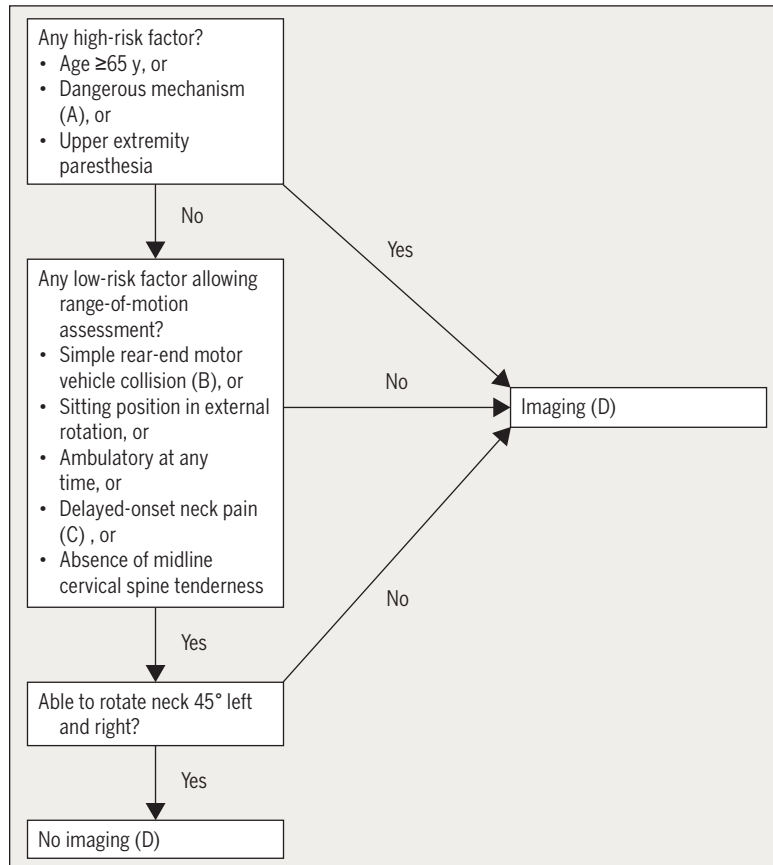 Any high-risk factor?
• Age ≥65 y, or
• Dangerous mechanism
(A), or
• Upper extremity
paresthesia
No
Yes
Any low-risk factor allowing
range-of-motion
assessment?
• Simple rear-end motor
vehicle collision (B), or
• Sitting position in external
rotation, or
• Ambulatory at any
time, or
• Delayed-onset neck pain
(C) , or
• Absence of midline
cervical spine tenderness
No
Imaging (D)
Yes
No
Able to rotate neck 45° left
and right?
Yes
No imaging (D)